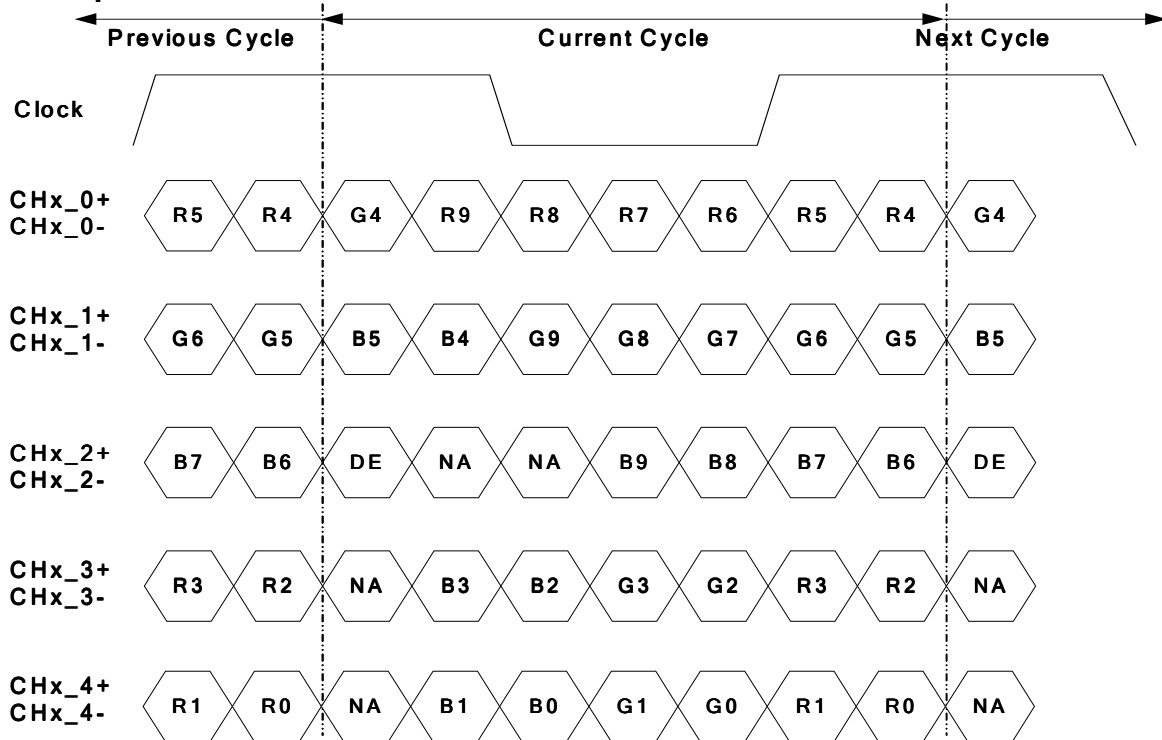 Previous Cycle Current Cycle Next Cycle
Clock
CHx_0+
CHx_0-
R5 R4 G4 R9 R8 R7 R6 R5 R4 G4
CHx_1+
CHx_1-
G6 G5 B5 B4 G9 G8 G7 G6 G5 B5
CHx_2+
CHx_2-
B7 B6 DE NA NA B9 B8 B7 B6 DE
CHx_3+
CHx_3-
R3 R2 NA B3 B2 G3 G2 R3 R2 NA
CHx_4+
CHx_4-
R1 R0 NA B1 B0 G1 G0 R1 R0 NA